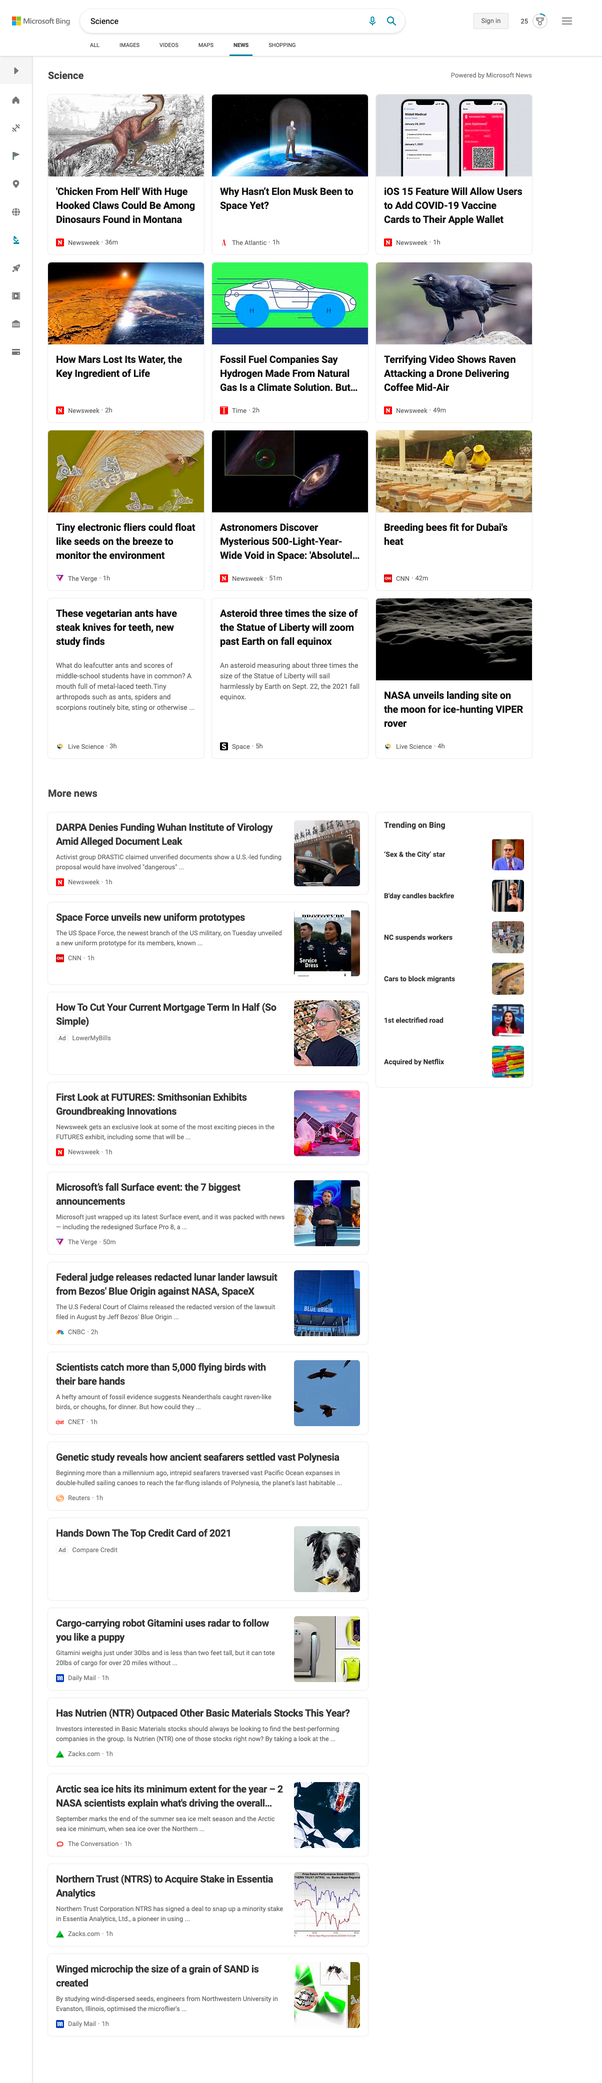 Microsoft Bing
Science
Sign in
25
ALL
IMAGES
VIDEOS
MAPS
NEWS
SHOPPING
Science
Powered by Microsoft News
'Chicken From Hell' With Huge
Hooked Claws Could Be Among
Dinosaurs Found in Montana
Newsweek · 36m
Why Hasn't Elon Musk Been to
Space Yet?
The Atlantic · 1h
iOS 15 Feature Will Allow Users
to Add COVID-19 Vaccine
Cards to Their Apple Wallet
Newsweek · 1h
How Mars Lost Its Water, the
Key Ingredient of Life
Newsweek · 2h
Fossil Fuel Companies Say
Hydrogen Made From Natural
Gas Is a Climate Solution. But...
Time · 2h
Terrifying Video Shows Raven
Attacking a Drone Delivering
Coffee Mid-Air
Newsweek · 49m
Tiny electronic fliers could float
like seeds on the breeze to
monitor the environment
The Verge · 1h
Astronomers Discover
Mysterious 500-Light-Year-
Wide Void in Space: 'Absolutel...
Newsweek · 51m
Breeding bees fit for Dubai's
heat
CNN · 42m
These vegetarian ants have
steak knives for teeth, new
study finds
What do leafcutter ants and scores of
middle-school students have in common? A
mouth full of metal-laced teeth.Tiny
arthropods such as ants, spiders and
scorpions routinely bite, sting or otherwise ...
Live Science · 3h
Asteroid three times the size of
the Statue of Liberty will zoom
past Earth on fall equinox
An asteroid measuring about three times the
size of the Statue of Liberty will sail
harmlessly by Earth on Sept. 22, the 2021 fall
equinox.
Space · 5h
NASA unveils landing site on
the moon for ice-hunting VIPER
rover
Live Science · 4h
More news
DARPA Denies Funding Wuhan Institute of Virology
Amid Alleged Document Leak
Activist group DRASTIC claimed unverified documents show a U.S.-led funding
proposal would have involved "dangerous" ...
Newsweek · 1h
Space Force unveils new uniform prototypes
The US Space Force, the newest branch of the US military, on Tuesday unveiled
a new uniform prototype for its members, known ...
CNN · 1h
PROTOTYPE
Service
Dress
How To Cut Your Current Mortgage Term In Half (So
Simple)
Ad LowerMyBills
First Look at FUTURES: Smithsonian Exhibits
Groundbreaking Innovations
Newsweek gets an exclusive look at some of the most exciting pieces in the
FUTURES exhibit, including some that will be ...
Newsweek · 1h
Microsoft's fall Surface event: the 7 biggest
announcements
Microsoft just wrapped up its latest Surface event, and it was packed with news
— including the redesigned Surface Pro 8, a ...
The Verge · 50m
Federal judge releases redacted lunar lander lawsuit
from Bezos' Blue Origin against NASA, SpaceX
The U.S Federal Court of Claims released the redacted version of the lawsuit
filed in August by Jeff Bezos' Blue Origin ...
CNBC · 2h
BLUE ORIGIN
Scientists catch more than 5,000 flying birds with
their bare hands
A hefty amount of fossil evidence suggests Neanderthals caught raven-like
birds, or choughs, for dinner. But how could they ...
CNET · 1h
Genetic study reveals how ancient seafarers settled vast Polynesia
Beginning more than a millennium ago, intrepid seafarers traversed vast Pacific Ocean expanses in
double-hulled sailing canoes to reach the far-flung islands of Polynesia, the planet's last habitable ...
Reuters · 1h
Hands Down The Top Credit Card of 2021
Ad Compare Credit
Cargo-carrying robot Gitamini uses radar to follow
you like a puppy
Gitamini weighs just under 30lbs and is less than two feet tall, but it can tote
20lbs of cargo for over 20 miles without ...
Daily Mail · 1h
Has Nutrien (NTR) Outpaced Other Basic Materials Stocks This Year?
Investors interested in Basic Materials stocks should always be looking to find the best-performing
companies in the group. Is Nutrien (NTR) one of those stocks right now? By taking a look at the ...
Zacks.com · 1h
Arctic sea ice hits its minimum extent for the year – 2
NASA scientists explain what's driving the overall...
September marks the end of the summer sea ice melt season and the Arctic
sea ice minimum, when sea ice over the Northern ...
The Conversation · 1h
Northern Trust (NTRS) to Acquire Stake in Essentia
Analytics
Northern Trust Corporation NTRS has signed a deal to snap up a minority stake
in Essentia Analytics, Ltd., a pioneer in using ...
Zacks.com · 1h
Winged microchip the size of a grain of SAND is
created
By studying wind-dispersed seeds, engineers from Northwestern University in
Evanston, Illinois, optimised the microflier's ...
Daily Mail · 1h
Trending on Bing
'Sex & the City' star
B'day candles backfire
NC suspends workers
Cars to block migrants
1st electrified road
Acquired by Netflix